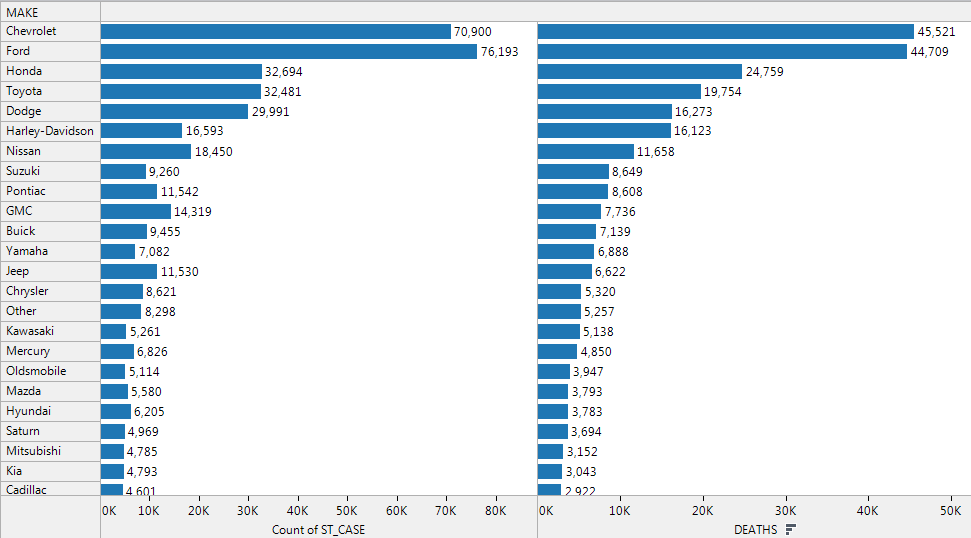 MAKE
Chevrolet 70,900 45,521
Ford 76,193 44,709
Honda 32,694 24,759
Toyota 32,481 19,754
Dodge 29,991 16,273
Harley-Davidson 16,593 16,123
Nissan 18,450 11,658
Suzuki 9,260 8,649
Pontiac 11,542 8,608
GMC 14,319 7,736
Buick 9,455 7,139
Yamaha 7,082 6,888
Jeep 11,530 6,622
Chrysler 8,621 5,320
Other 8,298 5,257
Kawasaki 5,261 5,138
Mercury 6,826 4,850
Oldsmobile 5,114 3,947
Mazda 5,580 3,793
Hyundai 6,205 3,783
Saturn 4,969 3,694
Mitsubishi 4,785 3,152
Kia 4,793 3,043
Cadillac 4,601 2,922
0K 10K 20K 30K 40K 50K 60K 70K 80K 0K 10K 20K 30K 40K 50K
Count of ST_CASE DEATHS